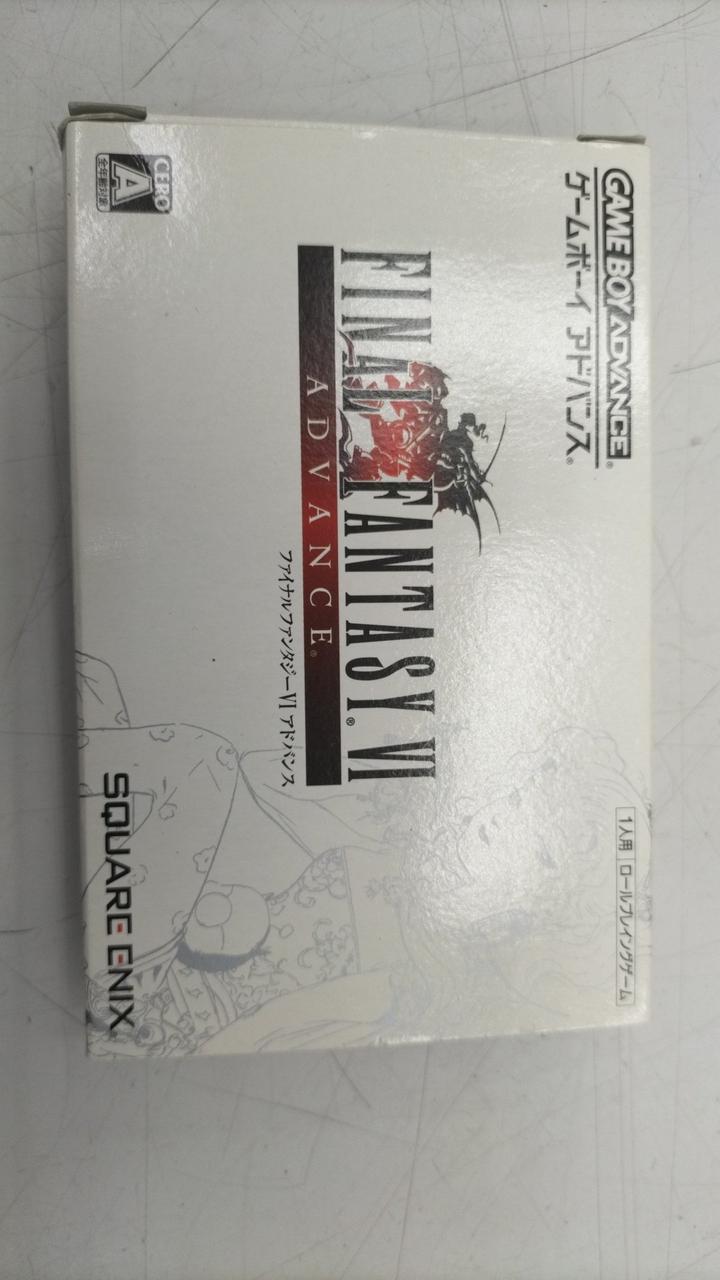 GAME BOY ADVANCE®
ゲームボーイ アドバンス®
1人用 ロールプレイングゲーム
FINAL FANTASY® VI
ADVANCE®
ファイナルファンタジーVI アドバンス
CERO
A
全年齢対象
SQUARE ENIX